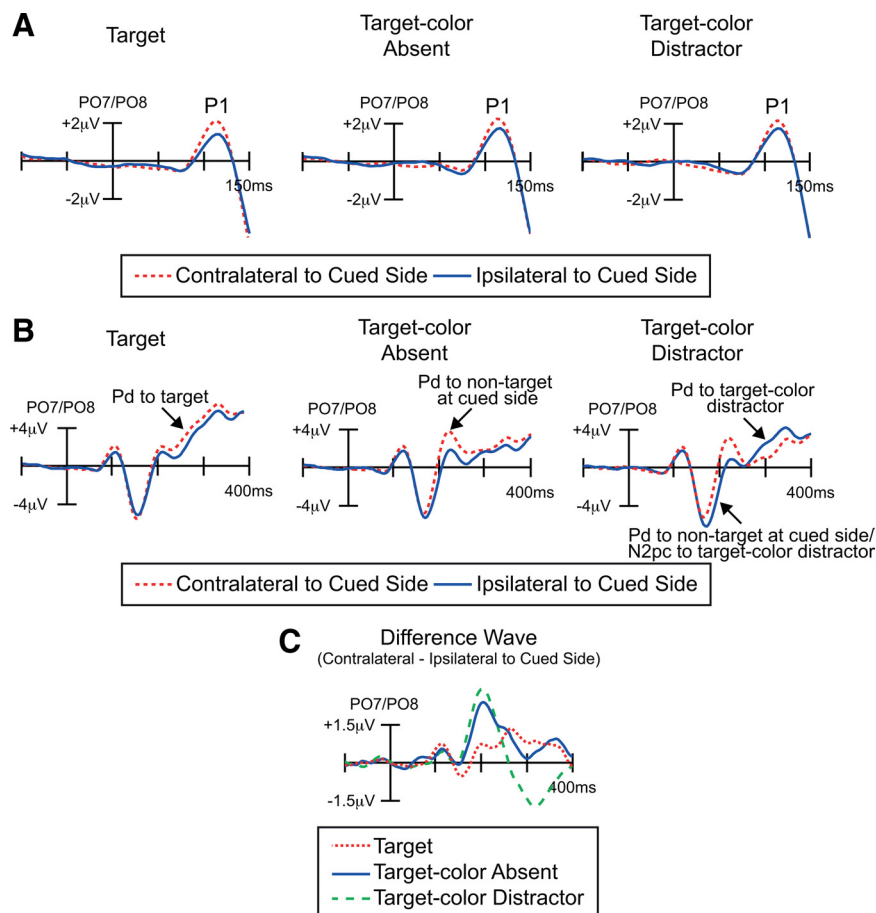 A
Target
Target-color
Absent
Target-color
Distractor
PO7/PO8
P1
+2μV
-2μV
150ms
PO7/PO8
P1
+2μV
-2μV
150ms
PO7/PO8
P1
+2μV
-2μV
150ms
Contralateral to Cued Side
Ipsilateral to Cued Side
B
Target
Target-color
Absent
Target-color
Distractor
PO7/PO8
Pd to target
+4μV
-4μV
400ms
PO7/PO8
Pd to non-target
at cued side
+4μV
-4μV
400ms
PO7/PO8
Pd to target-color
distractor
+4μV
-4μV
400ms
Pd to non-target at cued side/
N2pc to target-color distractor
Contralateral to Cued Side
Ipsilateral to Cued Side
C
Difference Wave
(Contralateral - Ipsilateral to Cued Side)
PO7/PO8
+1.5μV
-1.5μV
400ms
Target
Target-color Absent
Target-color Distractor